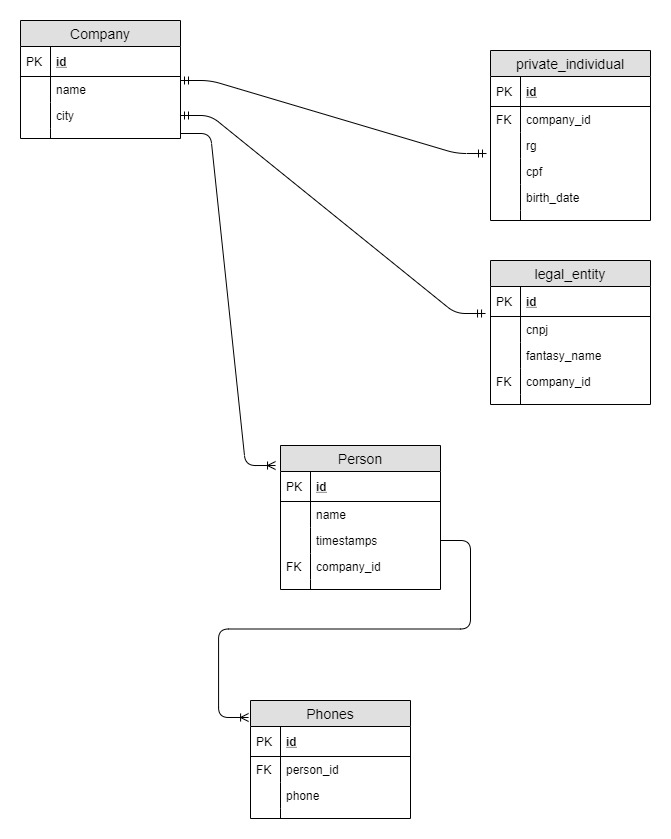 Company
PK id
name
city
private_individual
PK id
FK company_id
rg
cpf
birth_date
legal_entity
PK id
cnpj
fantasy_name
FK company_id
Person
PK id
name
timestamps
FK company_id
Phones
PK id
FK person_id
phone